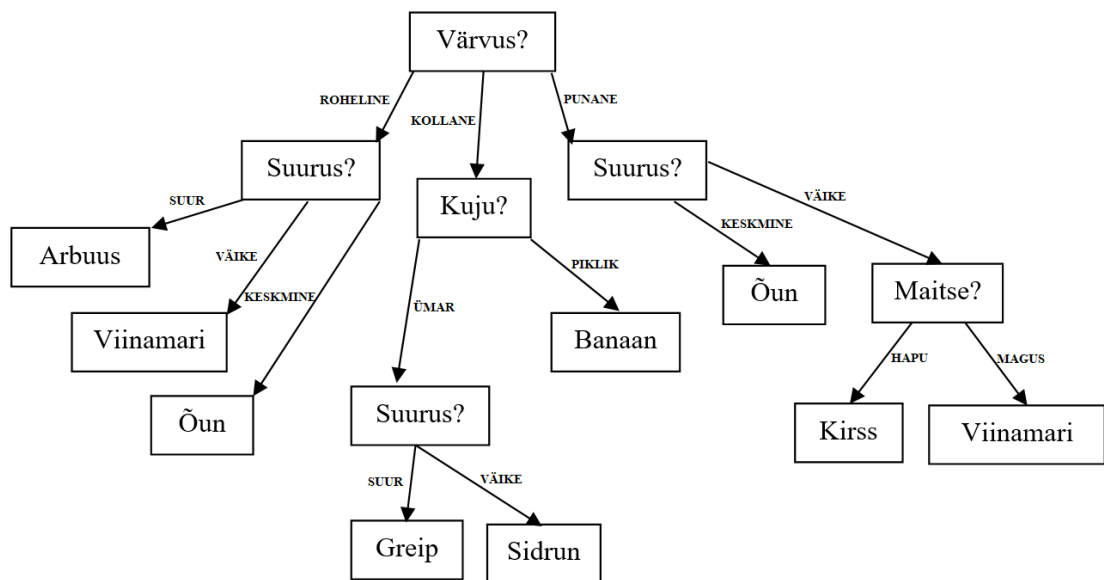 Värvus?
ROHELINE
KOLLANE
PUNANE
Suurus?
Kuju?
Suurus?
SUUR
VÄIKE
KESKMINE
Arbuus
Viinamari
Õun
ÜMAR
PIKLIK
Suurus?
Banaan
SUUR
VÄIKE
Greip
Sidrun
KESKMINE
VÄIKE
Õun
Maitse?
HAPU
MAGUS
Kirss
Viinamari